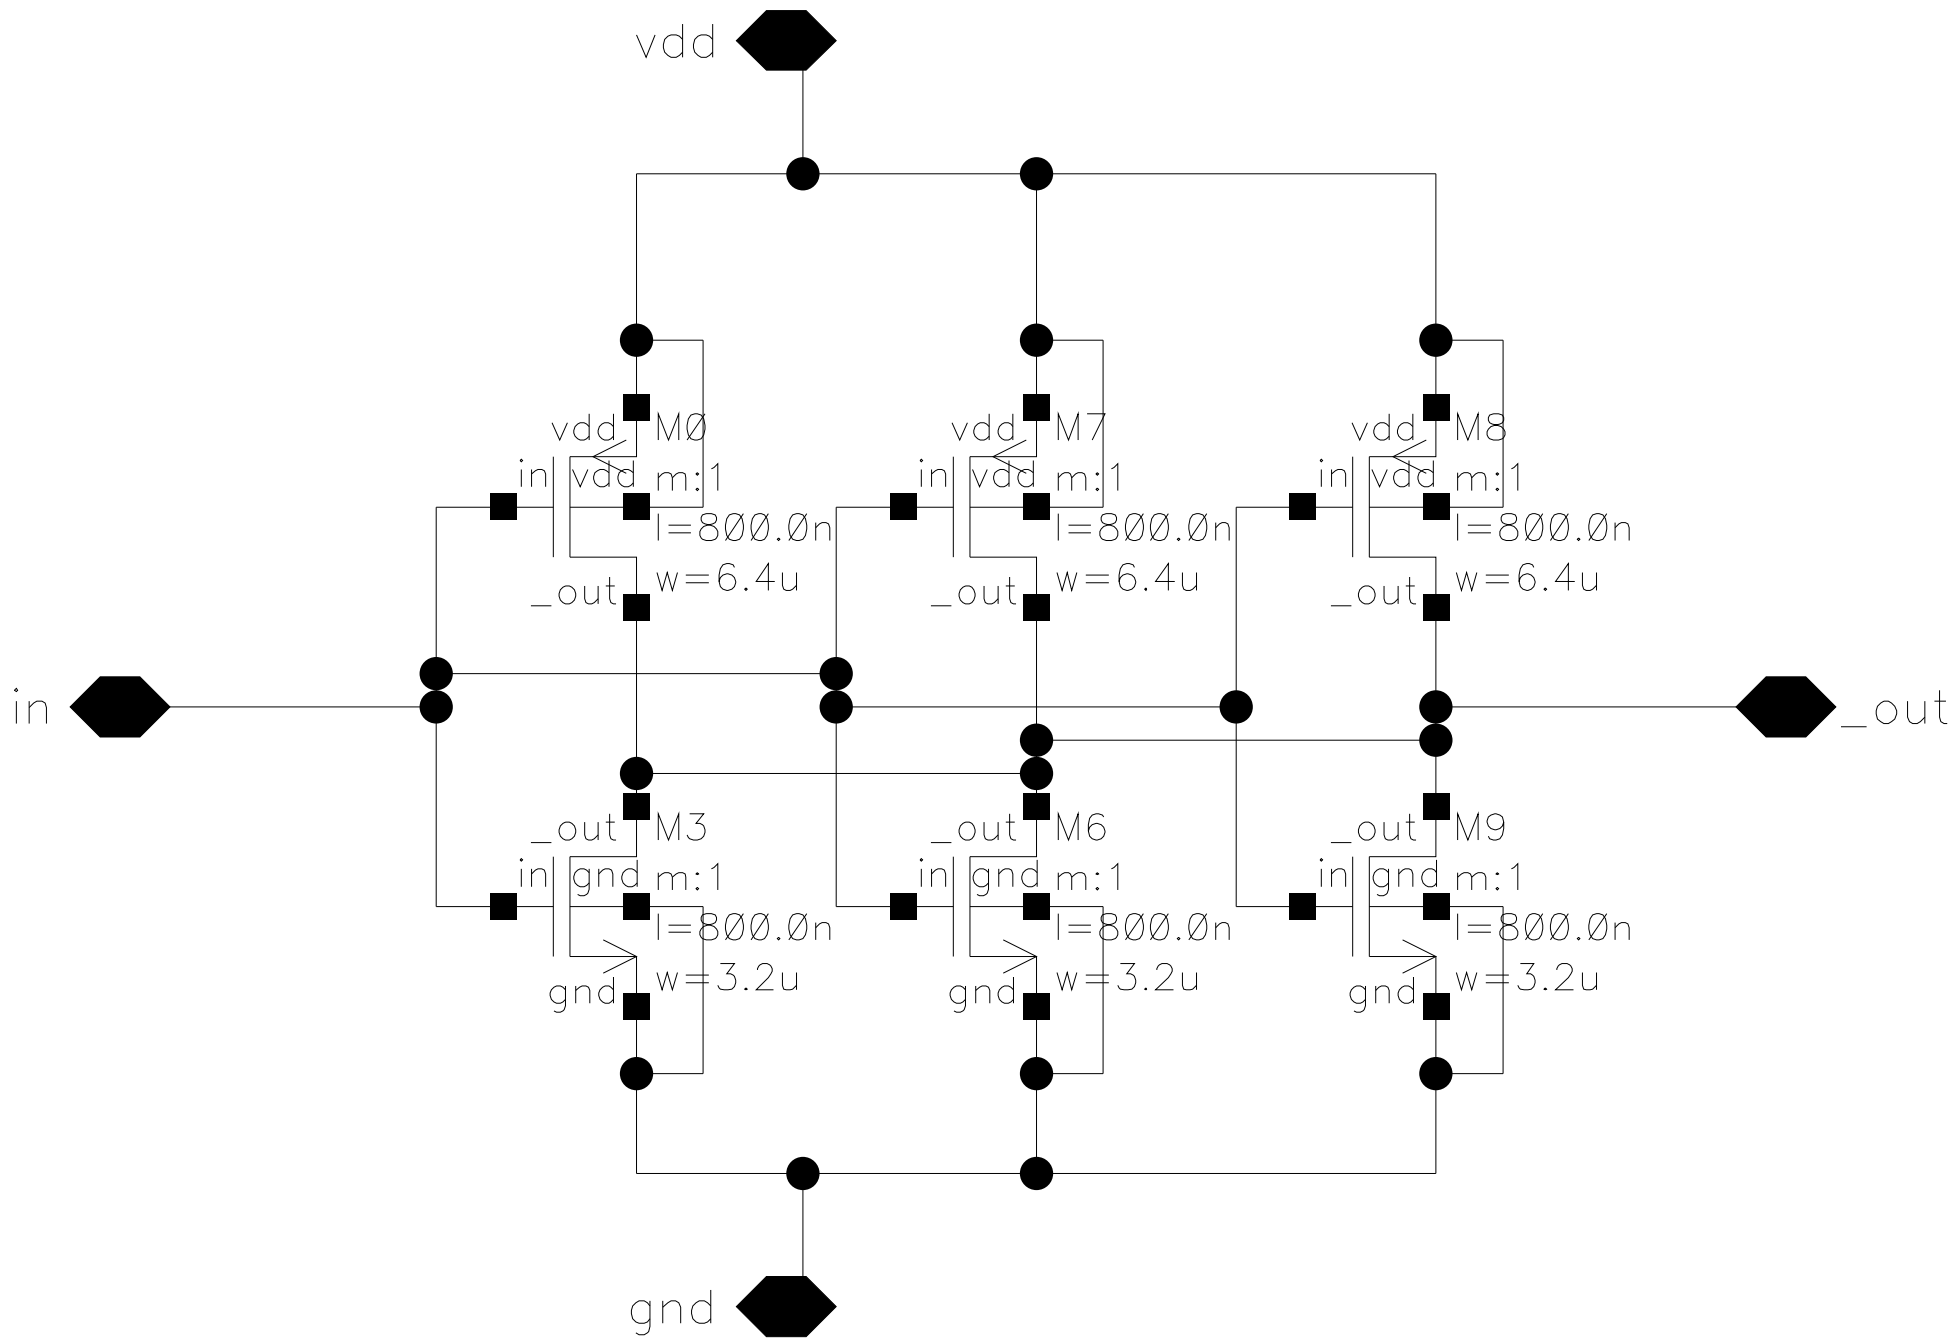 vdd
vdd M0
in vdd m:1
l=800.0n
_out w=6.4u
vdd M7
in vdd m:1
l=800.0n
_out w=6.4u
vdd M8
in vdd m:1
l=800.0n
_out w=6.4u
in
_out
_out M3
in gnd m:1
l=800.0n
gnd w=3.2u
_out M6
in gnd m:1
l=800.0n
gnd w=3.2u
_out M9
in gnd m:1
l=800.0n
gnd w=3.2u
gnd